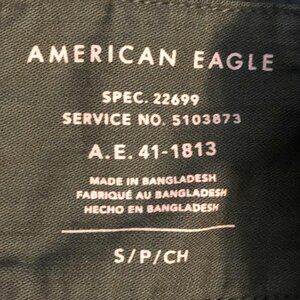 AMERICAN EAGLE
SPEC. 22699
SERVICE NO. 5103873
A.E. 41-1813
MADE IN BANGLADESH
FABRIQUÉ AU BANGLADESH
HECHO EN BANGLADESH
S/P/CH